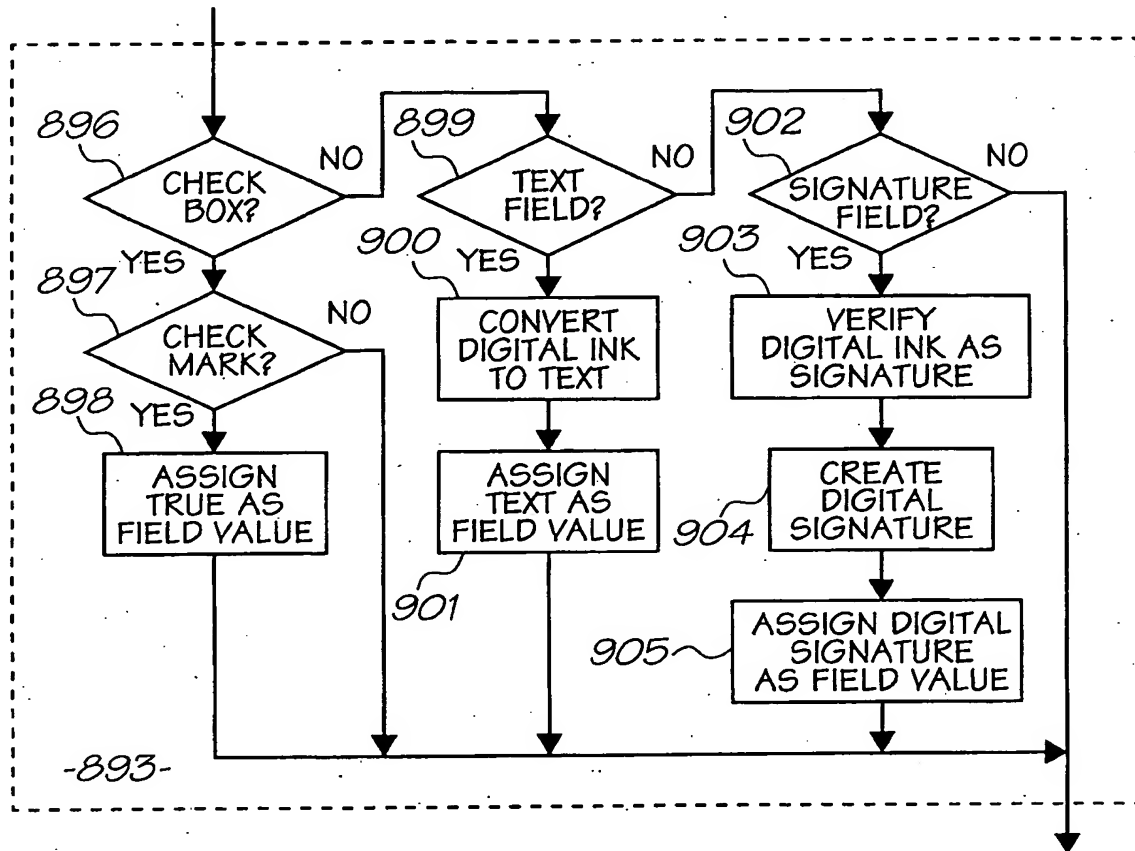 896
CHECK
BOX?
NO
YES
897
CHECK
MARK?
NO
YES
898
ASSIGN
TRUE AS
FIELD VALUE
899
TEXT
FIELD?
NO
YES
900
CONVERT
DIGITAL INK
TO TEXT
ASSIGN
TEXT AS
FIELD VALUE
901
902
SIGNATURE
FIELD?
NO
YES
903
VERIFY
DIGITAL INK AS
SIGNATURE
CREATE
DIGITAL
SIGNATURE
904
ASSIGN DIGITAL
SIGNATURE
AS FIELD VALUE
905
-893-